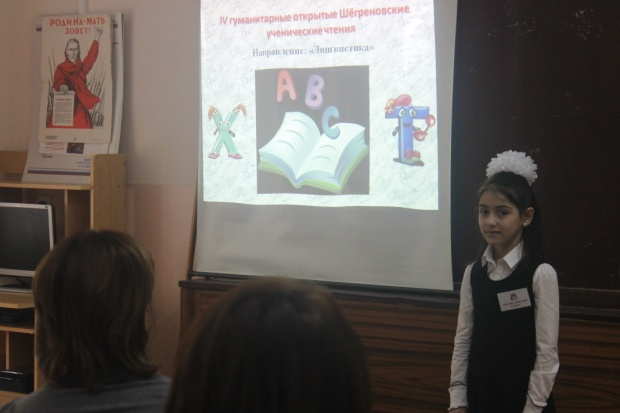 РОДИНА-МАТЬ
ЗОВЕТ!
IV гуманитарные открытые Шёгреновские
ученические чтения
Направление: «Лингвистика»
A B C
Х
Т